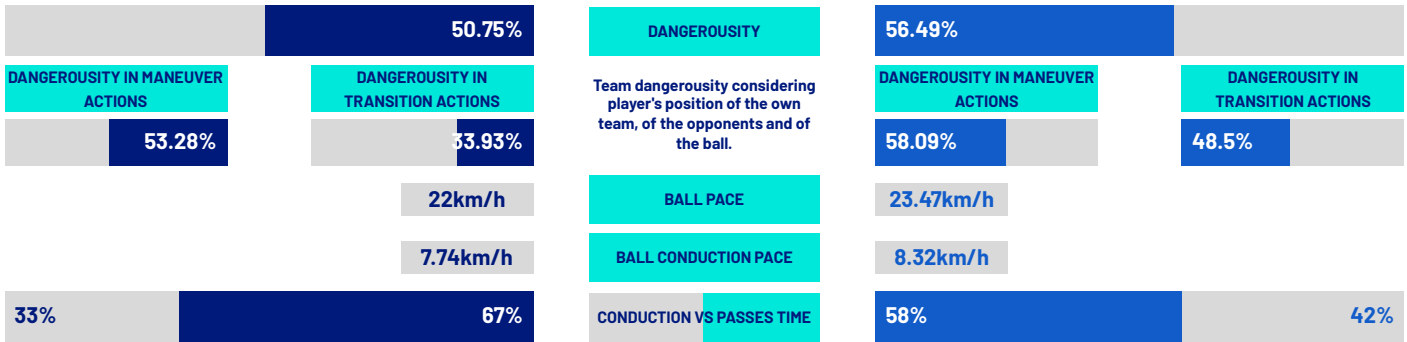 50.75%
DANGEROUSITY
56.49%
DANGEROUSITY IN MANEUVER
ACTIONS
DANGEROUSITY IN
TRANSITION ACTIONS
Team dangerousity considering
player's position of the own
team, of the opponents and of
the ball.
DANGEROUSITY IN MANEUVER
ACTIONS
DANGEROUSITY IN
TRANSITION ACTIONS
53.28%
33.93%
58.09%
48.5%
22km/h
BALL PACE
23.47km/h
7.74km/h
BALL CONDUCTION PACE
8.32km/h
33%
67%
CONDUCTION VS PASSES TIME
58%
42%